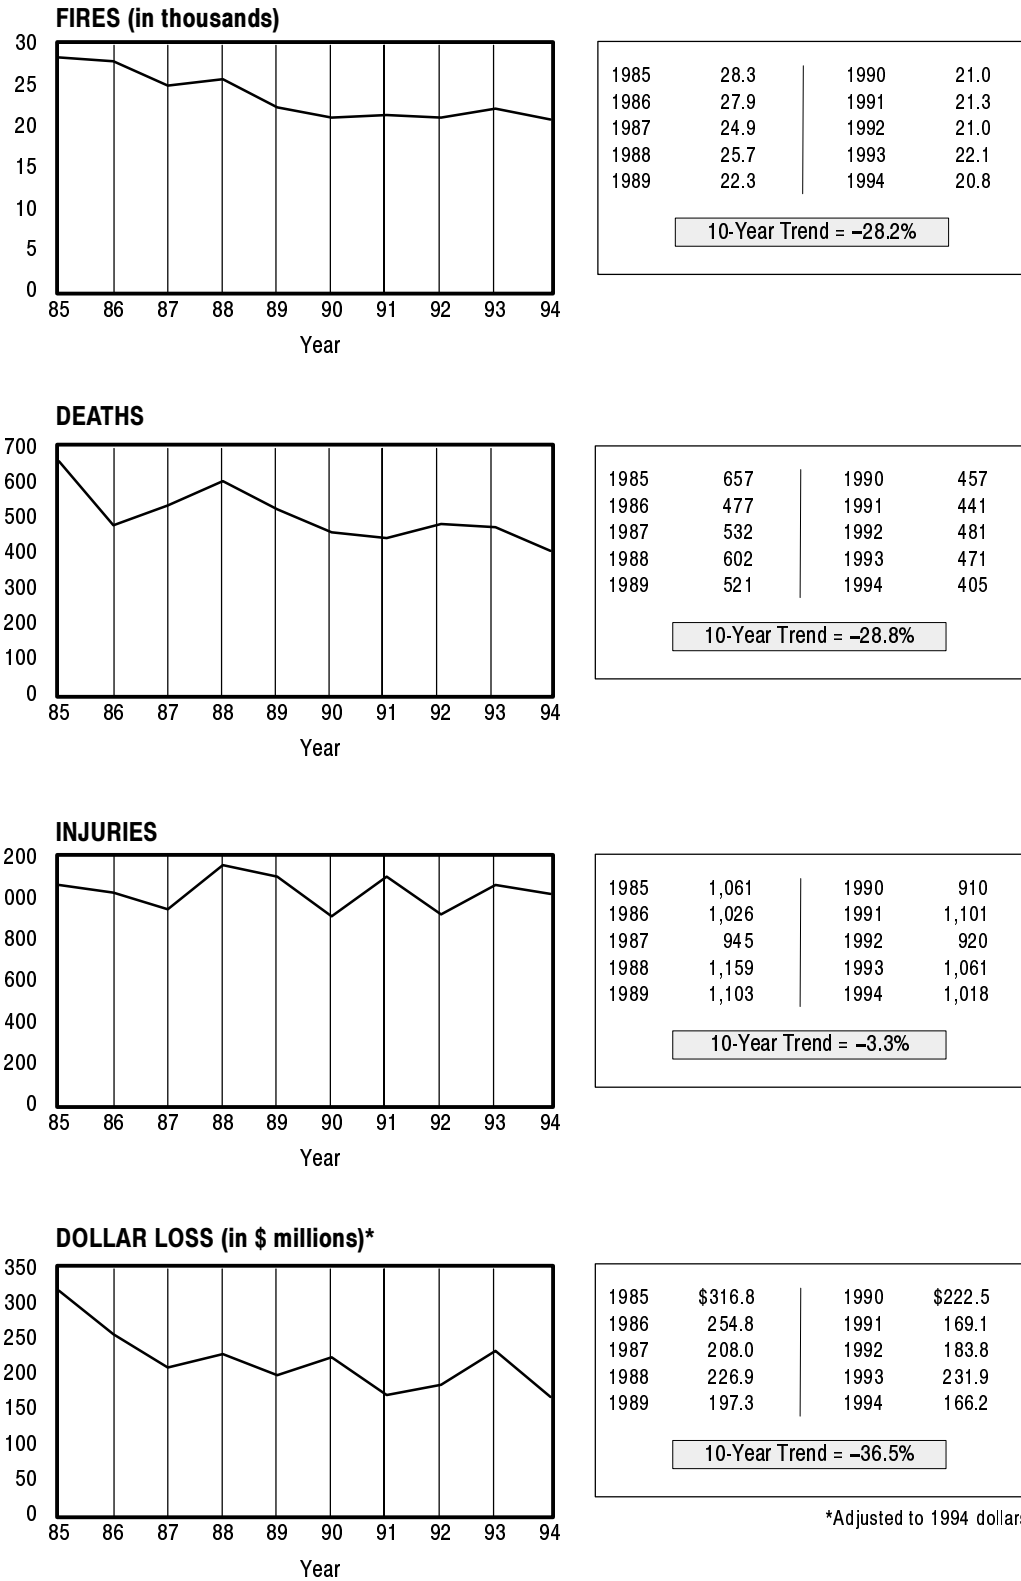 FIRES (in thousands)
30
25
20
15
10
5
0
85 86 87 88 89 90 91 92 93 94
Year
1985 28.3 1990 21.0
1986 27.9 1991 21.3
1987 24.9 1992 21.0
1988 25.7 1993 22.1
1989 22.3 1994 20.8
10-Year Trend = –28.2%
DEATHS
700
600
500
400
300
200
100
0
85 86 87 88 89 90 91 92 93 94
Year
1985 657 1990 457
1986 477 1991 441
1987 532 1992 481
1988 602 1993 471
1989 521 1994 405
10-Year Trend = –28.8%
INJURIES
200
000
800
600
400
200
0
85 86 87 88 89 90 91 92 93 94
Year
1985 1,061 1990 910
1986 1,026 1991 1,101
1987 945 1992 920
1988 1,159 1993 1,061
1989 1,103 1994 1,018
10-Year Trend = –3.3%
DOLLAR LOSS (in $ millions)*
350
300
250
200
150
100
50
0
85 86 87 88 89 90 91 92 93 94
Year
1985 $316.8 1990 $222.5
1986 254.8 1991 169.1
1987 208.0 1992 183.8
1988 226.9 1993 231.9
1989 197.3 1994 166.2
10-Year Trend = –36.5%
*Adjusted to 1994 dollars